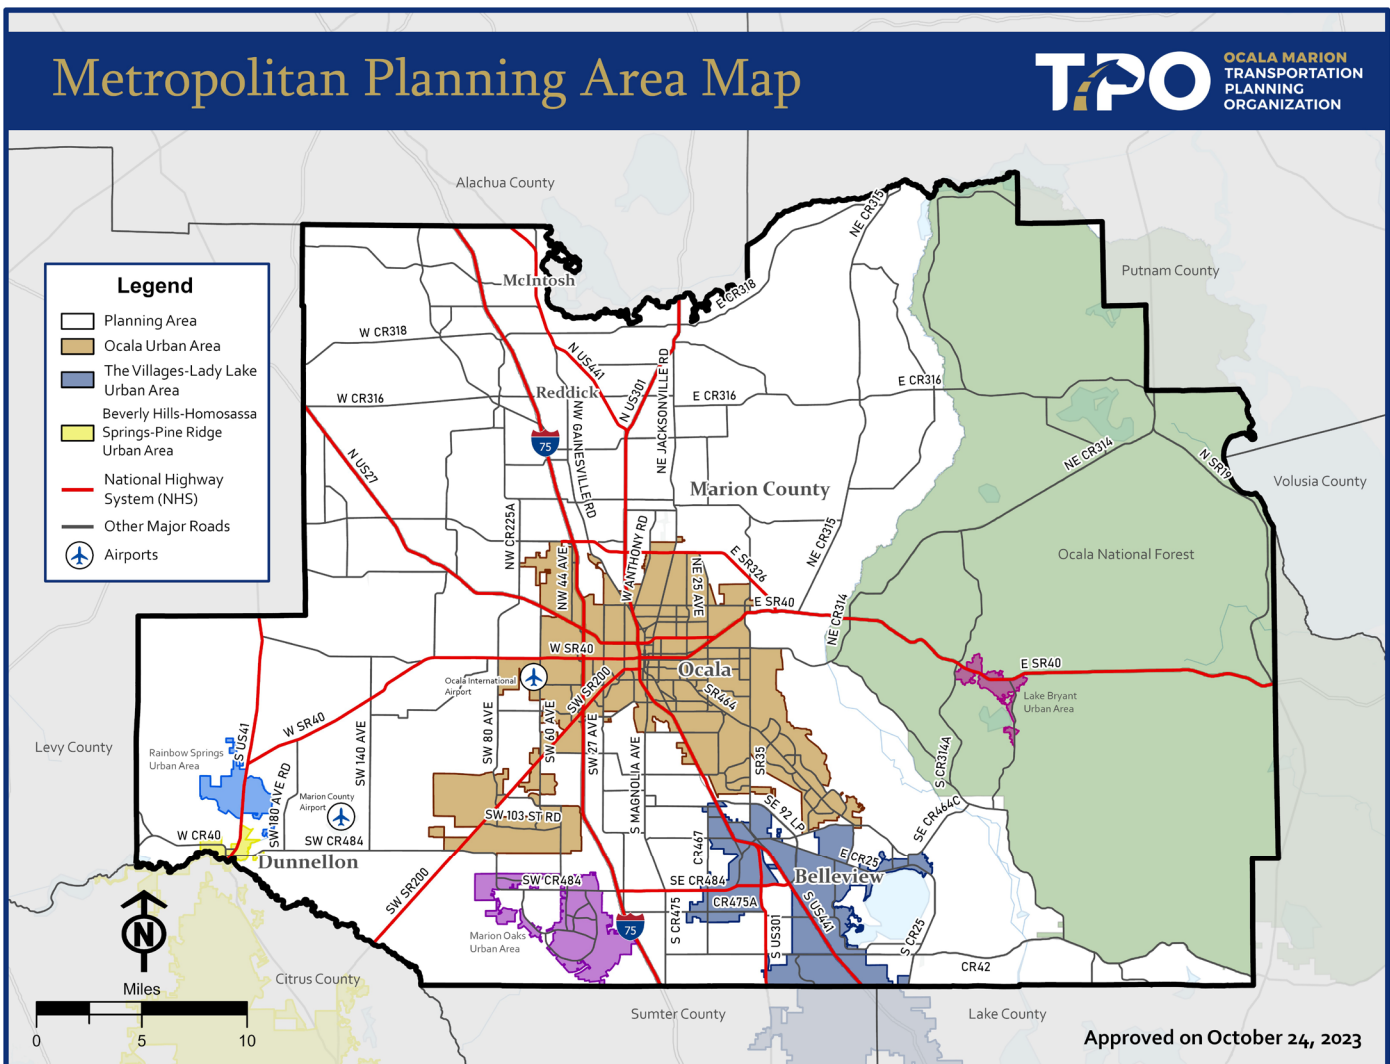 Metropolitan Planning Area Map
TPO
OCALA MARION
TRANSPORTATION
PLANNING
ORGANIZATION
Alachua County
Putnam County
Volusia County
Levy County
Citrus County
Sumter County
Lake County
Legend
Planning Area
Ocala Urban Area
The Villages-Lady Lake
Urban Area
Beverly Hills-Homosassa
Springs-Pine Ridge
Urban Area
National Highway
System (NHS)
Other Major Roads
Airports
McIntosh
NE CR315
E CR318
W CR318
N US441
Reddick
N US301
NE JACKSONVILLE RD
E CR316
E CR316
W CR316
NW GAINESVILLE RD
75
N US27
NE CR314
N SR19
Marion County
NW CR225A
NE CR315
Ocala National Forest
NW 44 AVE
W ANTHONY RD
NE 25 AVE
E SR326
E SR40
NE CR314
W SR40
Ocala
E SR40
Ocala International
Airport
SW SR200
SR464
Lake Bryant
Urban Area
S US41
W SR40
SW 140 AVE
SW 80 AVE
SW 60 AVE
SW 27 AVE
S MAGNOLIA AVE
SR35
S CR314A
Rainbow Springs
Urban Area
SW 180 AVE RD
Marion County
Airport
SW 103 ST RD
SE 92 LP
SE CR464C
W CR40
SW CR484
Dunnellon
CR467
E CR25
Belleview
SW SR200
SW CR484
SE CR484
CR475A
S CR475
S US301
S US441
S CR25
Marion Oaks
Urban Area
75
CR42
N
Miles
0 5 10
Approved on October 24, 2023